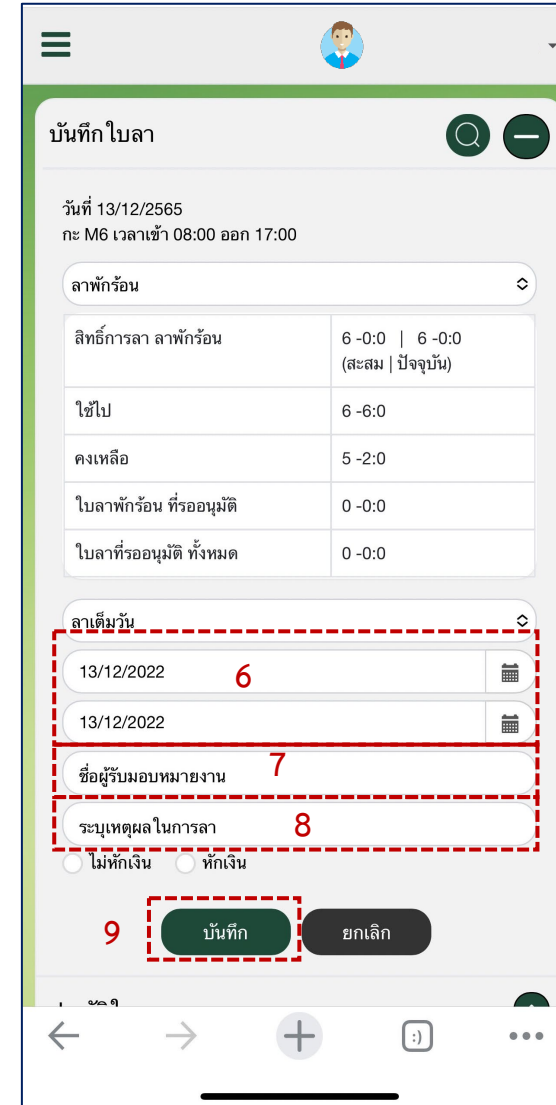 บันทึกใบลา
วันที่ 13/12/2565
กะ M6 เวลาเข้า 08:00 ออก 17:00
ลาพักร้อน
สิทธิ์การลา ลาพักร้อน 6 -0:0 | 6 -0:0
(สะสม | ปัจจุบัน)
ใช้ไป 6 -6:0
คงเหลือ 5 -2:0
ใบลาพักร้อน ที่รออนุมัติ 0 -0:0
ใบลาที่รออนุมัติ ทั้งหมด 0 -0:0
ลาเต็มวัน
13/12/2022 6
13/12/2022
ชื่อผู้รับมอบหมายงาน 7
ระบุเหตุผลในการลา 8
ไม่หักเงิน หักเงิน
9 บันทึก ยกเลิก
:)